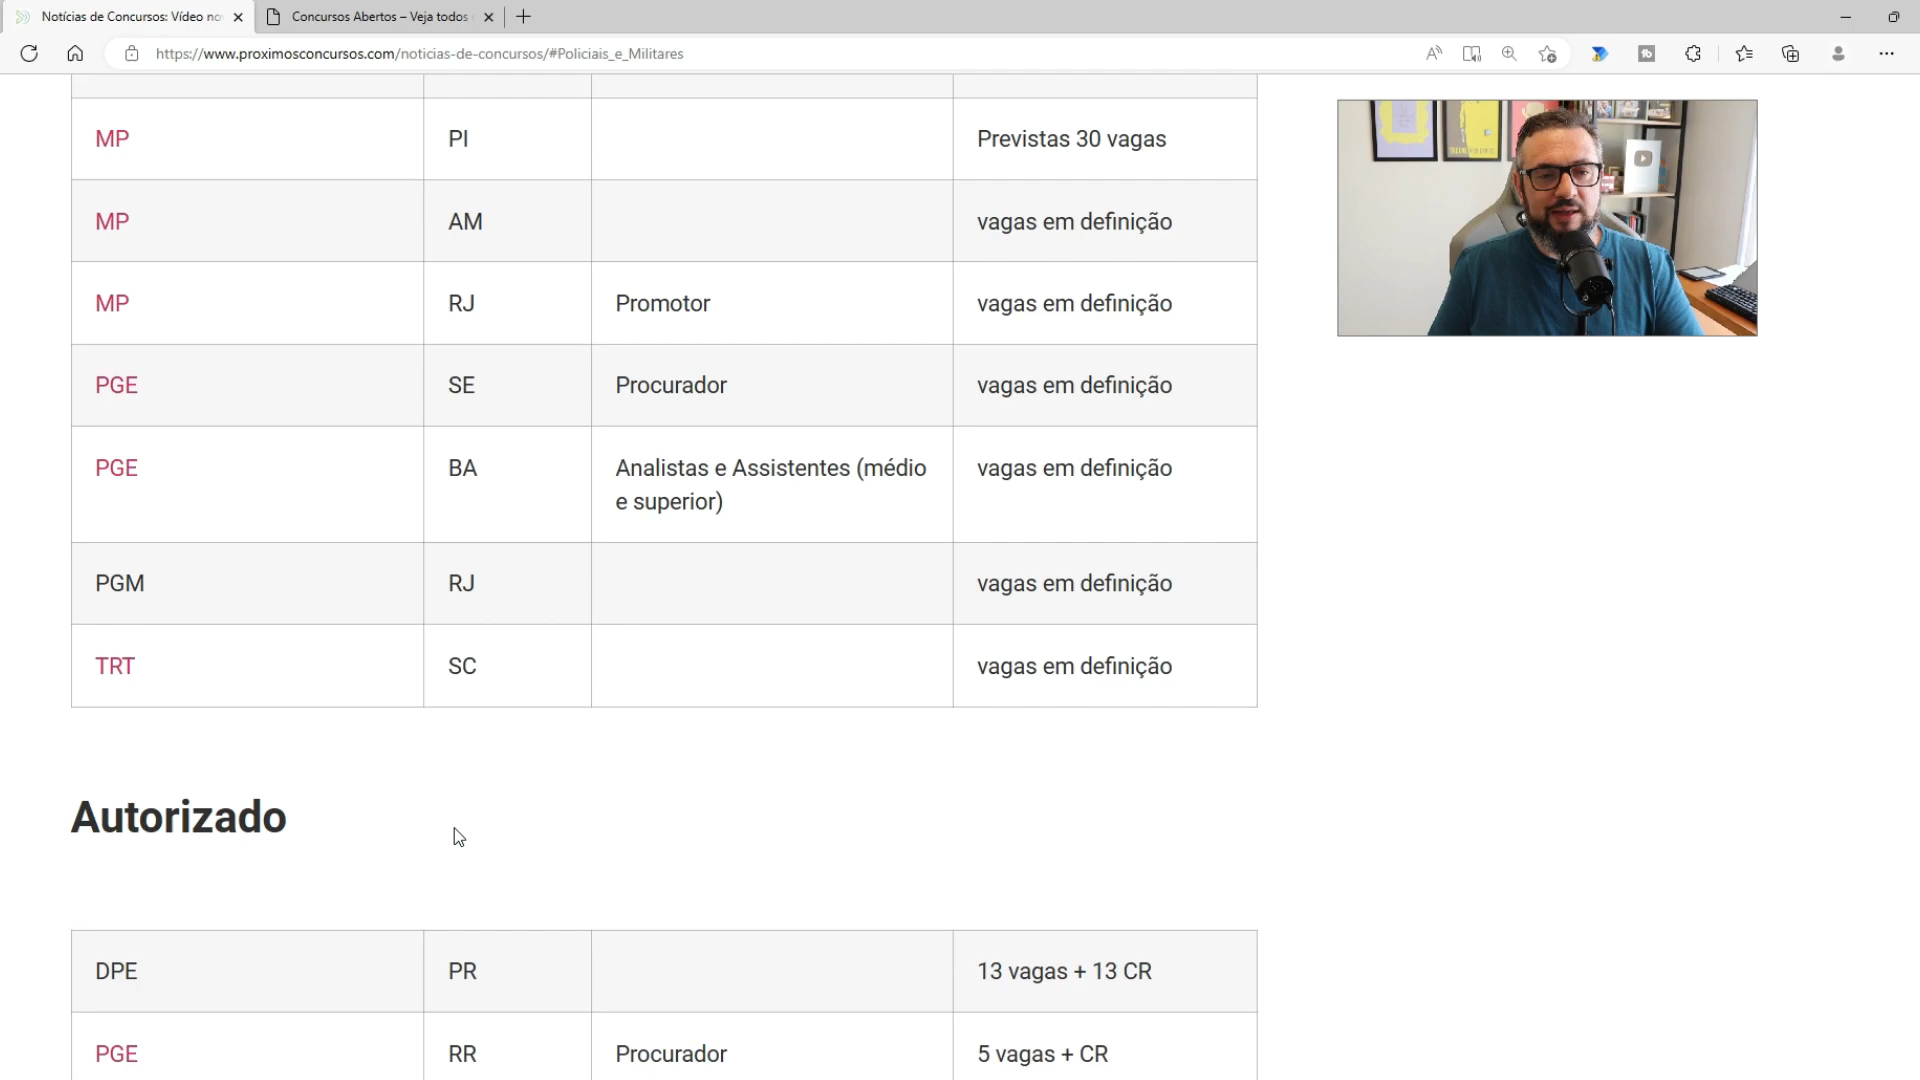 Notícias de Concursos: Vídeo no
Concursos Abertos – Veja todos
https://www.proximosconcursos.com/noticias-de-concursos/#Policiais_e_Militares
MP PI Previstas 30 vagas
MP AM vagas em definição
MP RJ Promotor vagas em definição
PGE SE Procurador vagas em definição
PGE BA Analistas e Assistentes (médio vagas em definição
e superior)
PGM RJ vagas em definição
TRT SC vagas em definição
Autorizado
DPE PR 13 vagas + 13 CR
PGE RR Procurador 5 vagas + CR